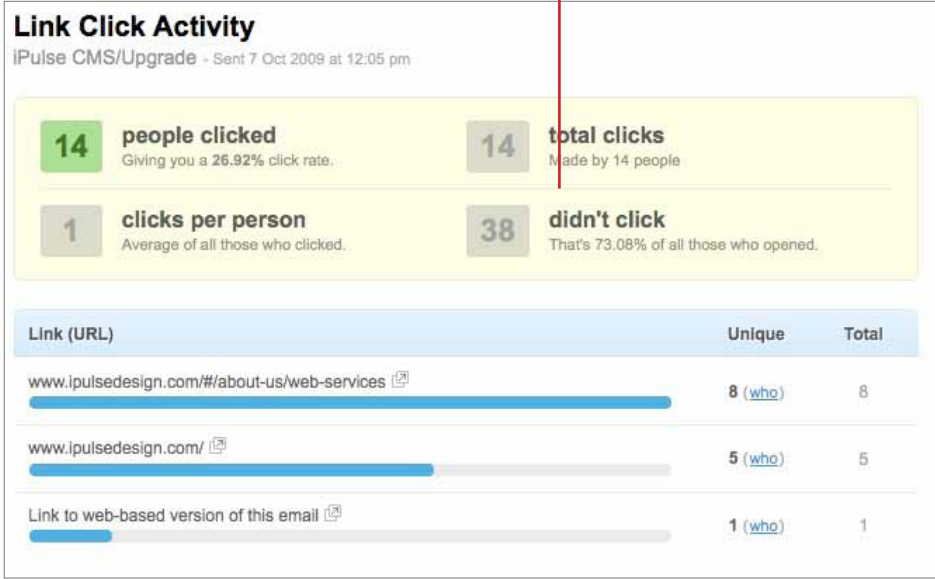 Link Click Activity
iPulse CMS/Upgrade - Sent 7 Oct 2009 at 12:05 pm
14 people clicked
Giving you a 26.92% click rate.
14 total clicks
Made by 14 people
1 clicks per person
Average of all those who clicked.
38 didn't click
That's 73.08% of all those who opened.
Link (URL) Unique Total
www.ipulsedesign.com/#/about-us/web-services 8 (who) 8
www.ipulsedesign.com/ 5 (who) 5
Link to web-based version of this email 1 (who) 1